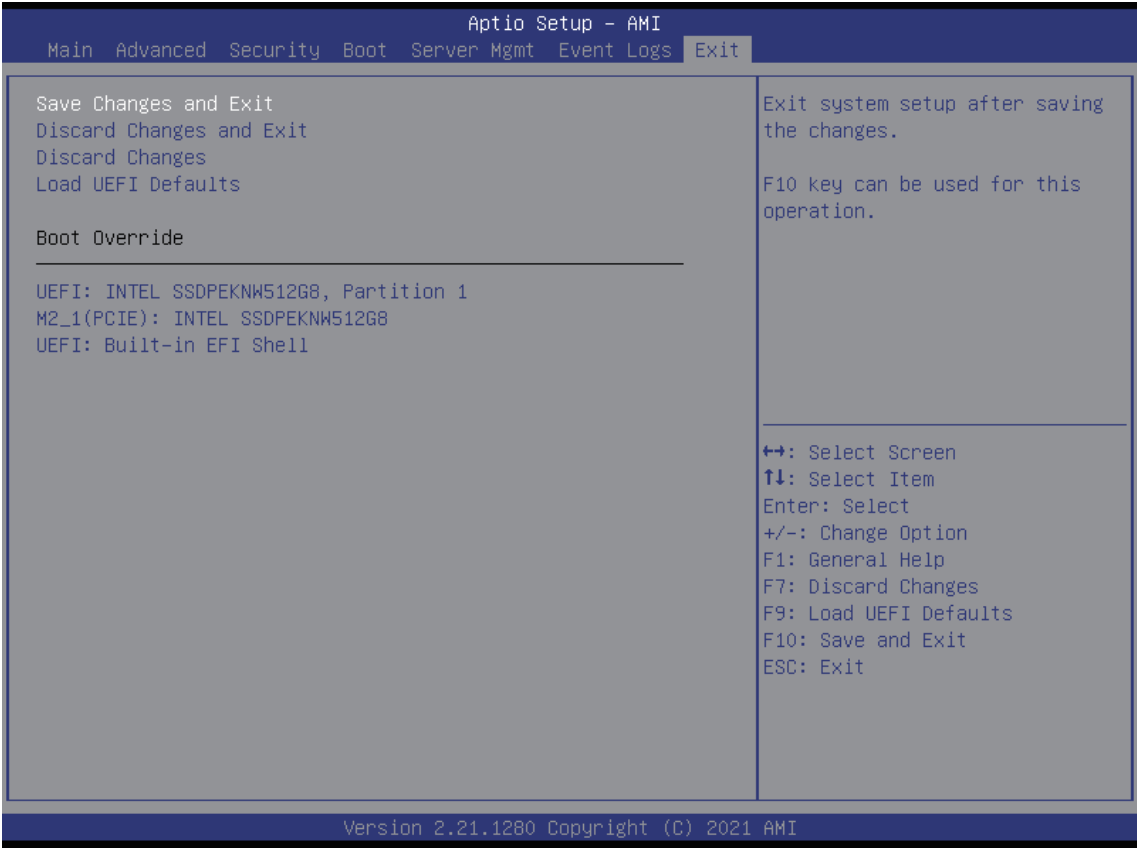 Aptio Setup – AMI
Main Advanced Security Boot Server Mgmt Event Logs Exit
Save Changes and Exit
Discard Changes and Exit
Discard Changes
Load UEFI Defaults
Boot Override
UEFI: INTEL SSDPEKNW512G8, Partition 1
M2_1(PCIE): INTEL SSDPEKNW512G8
UEFI: Built-in EFI Shell
Exit system setup after saving
the changes.
F10 key can be used for this
operation.
↔: Select Screen
↑↓: Select Item
Enter: Select
+/-: Change Option
F1: General Help
F7: Discard Changes
F9: Load UEFI Defaults
F10: Save and Exit
ESC: Exit
Version 2.21.1280 Copyright (C) 2021 AMI